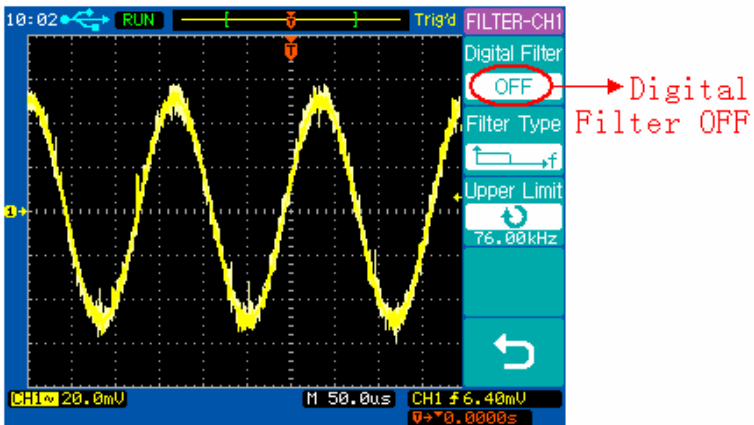 10:02 RUN T Trig'd FILTER-CH1
T
Digital Filter
OFF
Digital
Filter OFF
Filter Type
f
Upper Limit
76.00kHz
1
CH1~ 20.0mV M 50.0us CH1 6.40mV
0.0000s